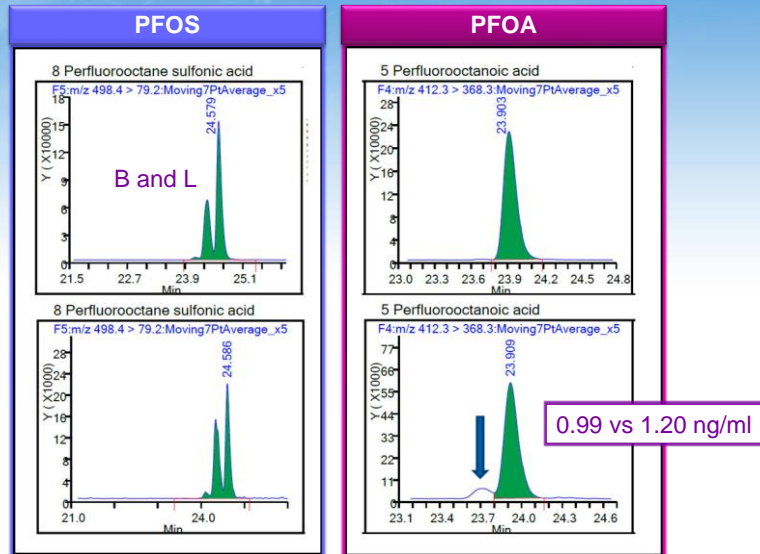 PFOS
8 Perfluorooctane sulfonic acid
F5:m/z 498.4 > 79.2:Moving7PtAverage_x5
24.579
Y ( X10000)
18
15
12
9
6
3
0
B and L
21.5 22.7 23.9 25.1
Min
8 Perfluorooctane sulfonic acid
F5:m/z 498.4 > 79.2:Moving7PtAverage_x5
24.586
Y ( X1000)
28
24
20
16
12
8
4
0
21.0 24.0
Min
PFOA
5 Perfluorooctanoic acid
F4:m/z 412.3 > 368.3:Moving7PtAverage_x5
23.903
Y ( X10000)
28
24
20
16
12
8
4
0
23.0 23.3 23.6 23.9 24.2 24.5 24.8
Min
5 Perfluorooctanoic acid
F4:m/z 412.3 > 368.3:Moving7PtAverage_x5
23.909
Y ( X1000)
77
66
55
44
33
22
11
0
0.99 vs 1.20 ng/ml
23.1 23.4 23.7 24.0 24.3 24.6
Min